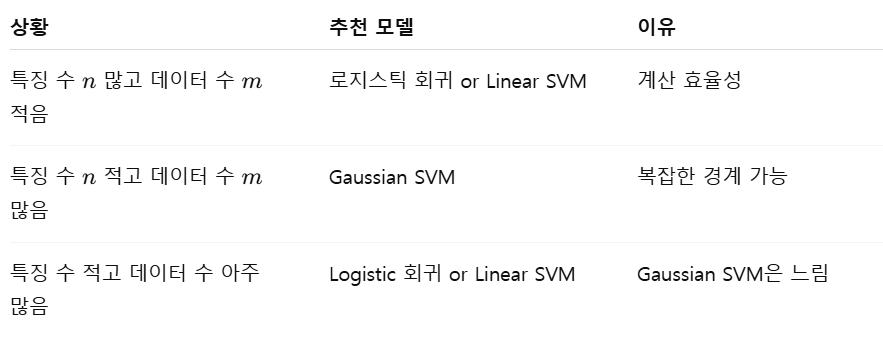 상황 추천 모델 이유
특징 수 n 많고 데이터 수 m 로지스틱 회귀 or Linear SVM 계산 효율성
적음
특징 수 n 적고 데이터 수 m Gaussian SVM 복잡한 경계 가능
많음
특징 수 적고 데이터 수 아주 Logistic 회귀 or Linear SVM Gaussian SVM은 느림
많음